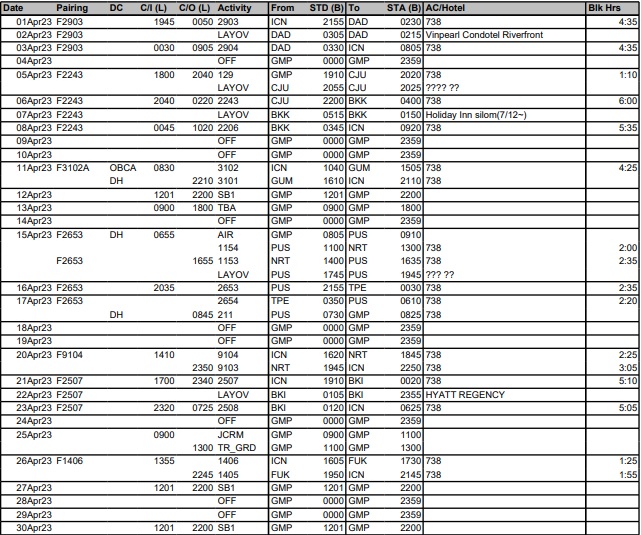 Date Pairing DC C/I (L) C/O (L) Activity From STD (B) To STA (B) AC/Hotel Blk Hrs
01Apr23 F2903 1945 0050 2903 ICN 2155 DAD 0230 738 4:35
02Apr23 F2903 LAYOV DAD 0305 DAD 0215 Vinpearl Condotel Riverfront
03Apr23 F2903 0030 0905 2904 DAD 0330 ICN 0805 738 4:35
04Apr23 OFF GMP 0000 GMP 2359
05Apr23 F2243 1800 2040 129 GMP 1910 CJU 2020 738 1:10
LAYOV CJU 2055 CJU 2025 ???? ??
06Apr23 F2243 2040 0220 2243 CJU 2200 BKK 0400 738 6:00
07Apr23 F2243 LAYOV BKK 0515 BKK 0150 Holiday Inn silom(7/12~)
08Apr23 F2243 0045 1020 2206 BKK 0345 ICN 0920 738 5:35
09Apr23 OFF GMP 0000 GMP 2359
10Apr23 OFF GMP 0000 GMP 2359
11Apr23 F3102A OBCA 0830 3102 ICN 1040 GUM 1505 738 4:25
DH 2210 3101 GUM 1610 ICN 2110 738
12Apr23 1201 2200 SB1 GMP 1201 GMP 2200
13Apr23 0900 1800 TBA GMP 0900 GMP 1800
14Apr23 OFF GMP 0000 GMP 2359
15Apr23 F2653 DH 0655 AIR GMP 0805 PUS 0910
1154 PUS 1100 NRT 1300 738 2:00
F2653 1655 1153 NRT 1400 PUS 1635 738 2:35
LAYOV PUS 1745 PUS 1945 ??? ??
16Apr23 F2653 2035 2653 PUS 2155 TPE 0030 738 2:35
17Apr23 F2653 2654 TPE 0350 PUS 0610 738 2:20
DH 0845 211 PUS 0730 GMP 0825 738
18Apr23 OFF GMP 0000 GMP 2359
19Apr23 OFF GMP 0000 GMP 2359
20Apr23 F9104 1410 9104 ICN 1620 NRT 1845 738 2:25
2350 9103 NRT 1945 ICN 2250 738 3:05
21Apr23 F2507 1700 2340 2507 ICN 1910 BKI 0020 738 5:10
22Apr23 F2507 LAYOV BKI 0105 BKI 2355 HYATT REGENCY
23Apr23 F2507 2320 0725 2508 BKI 0120 ICN 0625 738 5:05
24Apr23 OFF GMP 0000 GMP 2359
25Apr23 0900 JCRM GMP 0900 GMP 1100
1300 TR_GRD GMP 1100 GMP 1300
26Apr23 F1406 1355 1406 ICN 1605 FUK 1730 738 1:25
2245 1405 FUK 1950 ICN 2145 738 1:55
27Apr23 1201 2200 SB1 GMP 1201 GMP 2200
28Apr23 OFF GMP 0000 GMP 2359
29Apr23 OFF GMP 0000 GMP 2359
30Apr23 1201 2200 SB1 GMP 1201 GMP 2200